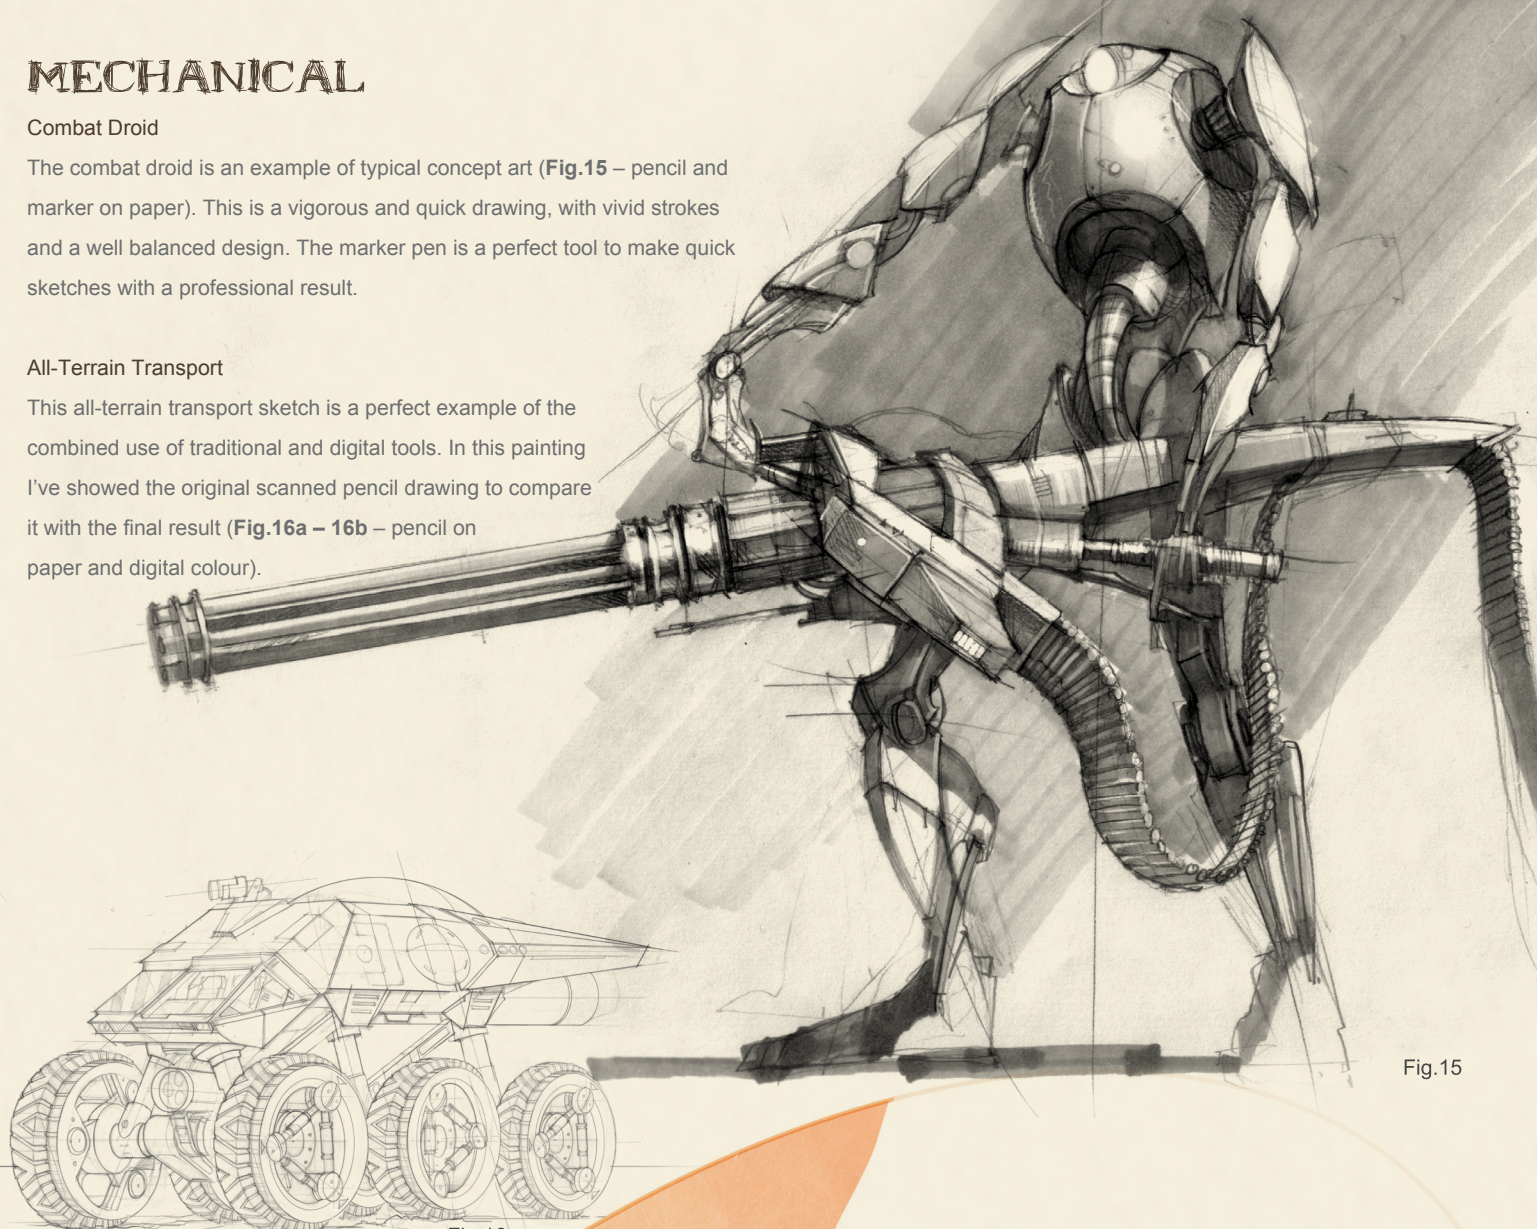 MECHANICAL
Combat Droid
The combat droid is an example of typical concept art (Fig.15 – pencil and
marker on paper). This is a vigorous and quick drawing, with vivid strokes
and a well balanced design. The marker pen is a perfect tool to make quick
sketches with a professional result.
All-Terrain Transport
This all-terrain transport sketch is a perfect example of the
combined use of traditional and digital tools. In this painting
I’ve showed the original scanned pencil drawing to compare
it with the final result (Fig.16a – 16b – pencil on
paper and digital colour).
Fig.15